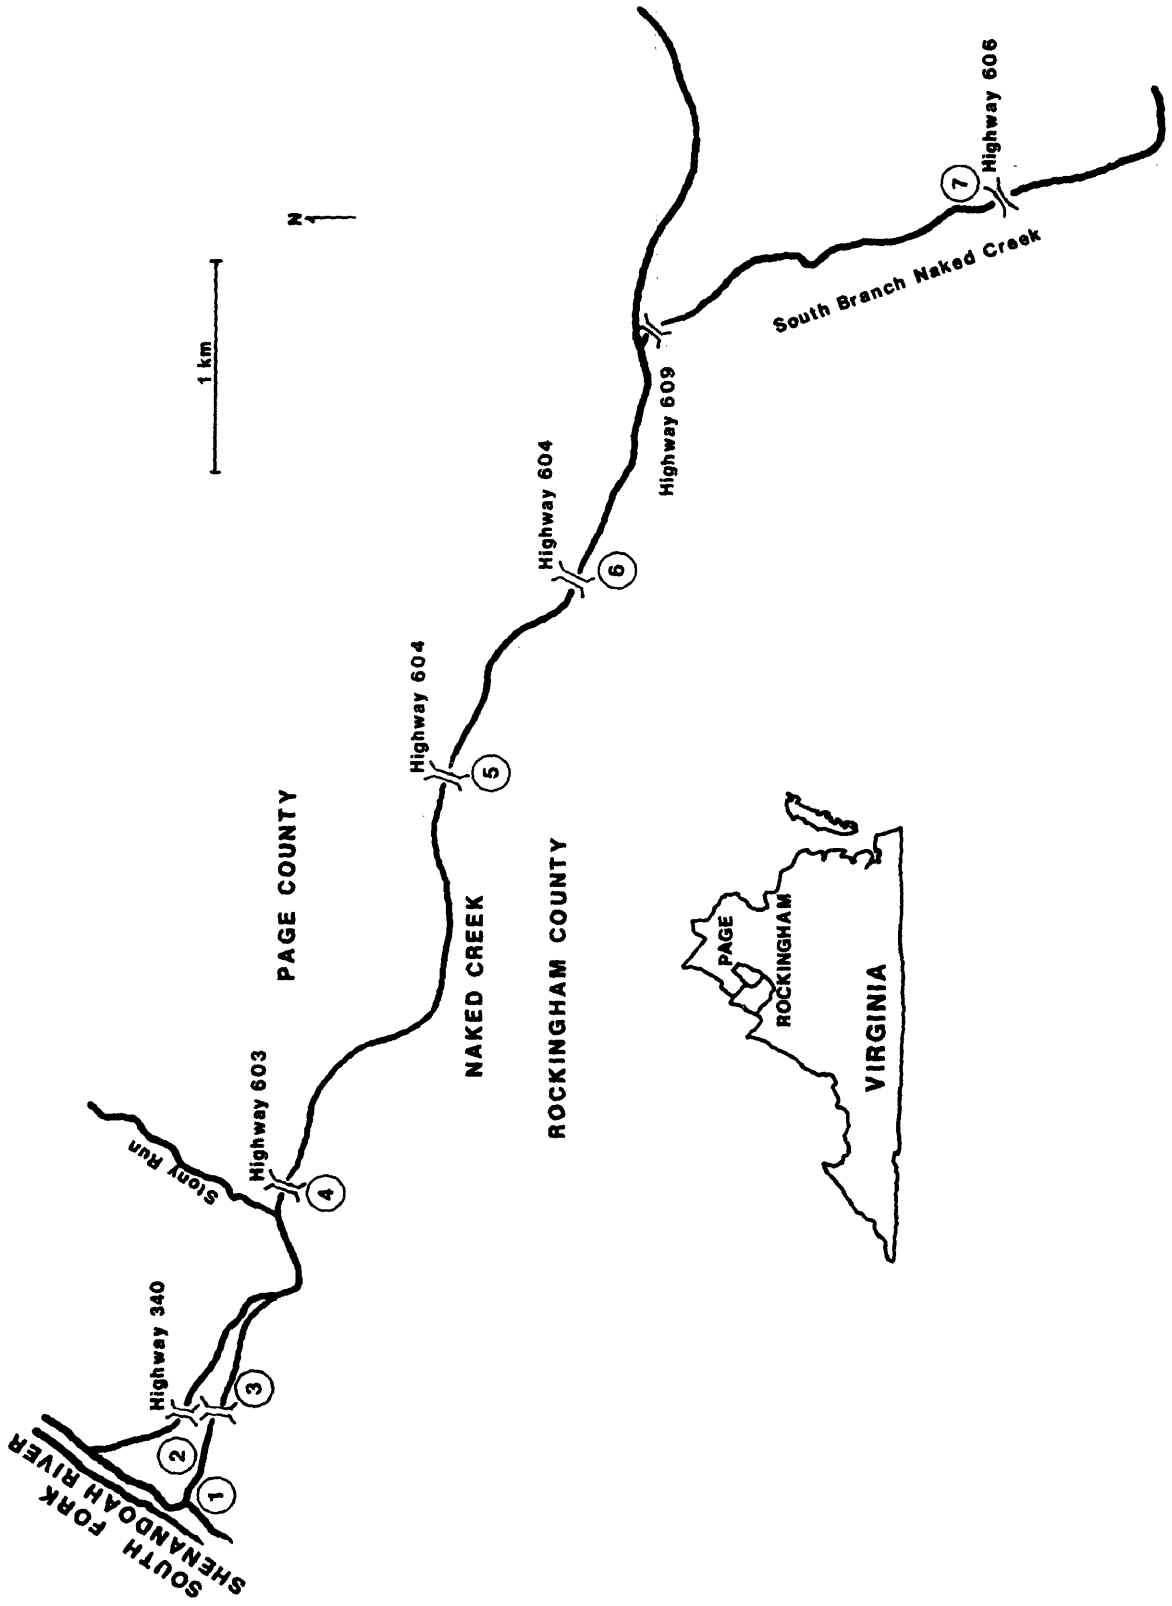 SOUTH FORK
SHENANDOAH RIVER
Highway 340
1
2
3
Stony Run
Highway 603
4
PAGE COUNTY
NAKED CREEK
ROCKINGHAM COUNTY
Highway 604
5
Highway 604
6
Highway 609
South Branch Naked Creek
7
Highway 606
1 km
N
PAGE
ROCKINGHAM
VIRGINIA